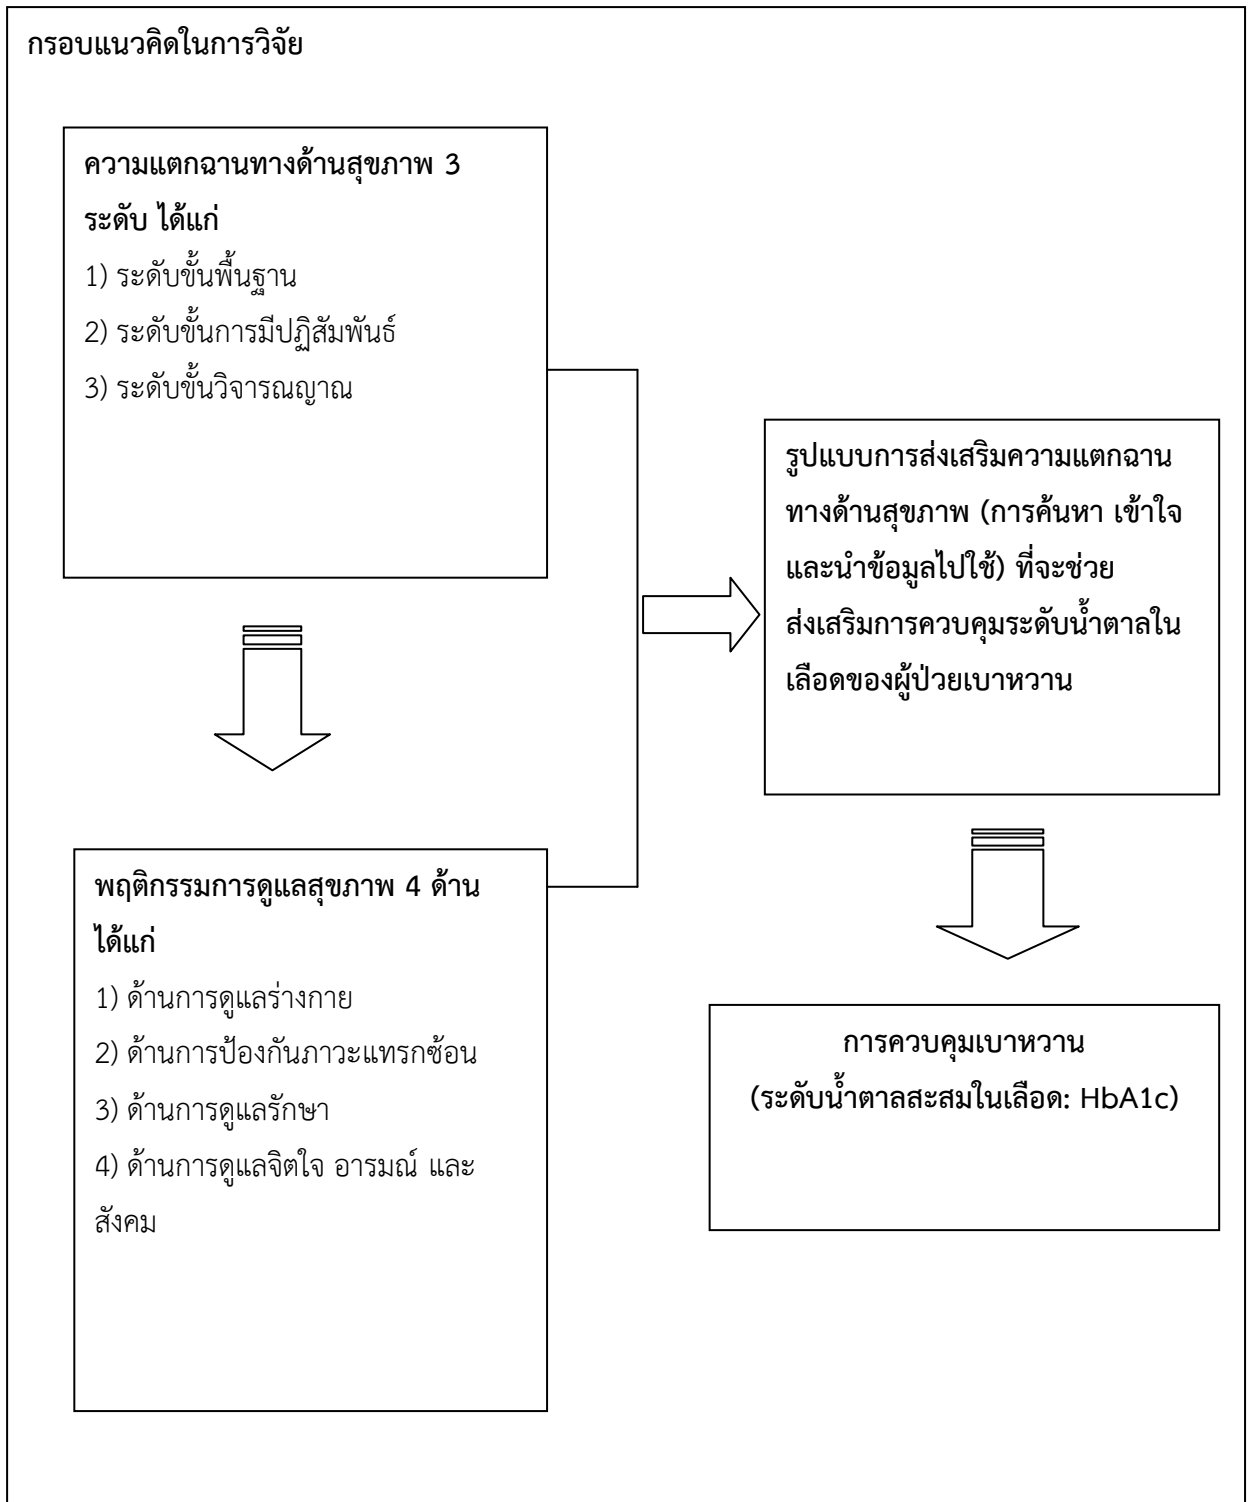 กรอบแนวคิดในการวิจัย
ความแตกฉานทางด้านสุขภาพ 3
ระดับ ได้แก่
1) ระดับขั้นพื้นฐาน
2) ระดับขั้นการมีปฏิสัมพันธ์
3) ระดับขั้นวิจารณญาณ
รูปแบบการส่งเสริมความแตกฉาน
ทางด้านสุขภาพ (การค้นหา เข้าใจ
และนำข้อมูลไปใช้) ที่จะช่วย
ส่งเสริมการควบคุมระดับน้ำตาลใน
เลือดของผู้ป่วยเบาหวาน
พฤติกรรมการดูแลสุขภาพ 4 ด้าน
ได้แก่
1) ด้านการดูแลร่างกาย
2) ด้านการป้องกันภาวะแทรกซ้อน
3) ด้านการดูแลรักษา
4) ด้านการดูแลจิตใจ อารมณ์ และ
สังคม
การควบคุมเบาหวาน
(ระดับน้ำตาลสะสมในเลือด: HbA1c)